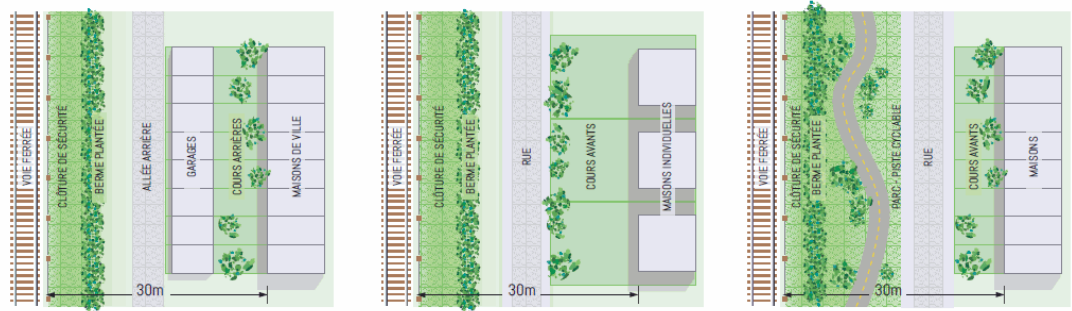 VOIE FERRÉE
CLÔTURE DE SÉCURITÉ
BERME PLANTÉE
ALLÉE ARRIÈRE
GARAGES
COURS ARRIÈRES
MAISONS DE VILLE
30m
VOIE FERRÉE
CLÔTURE DE SÉCURITÉ
BERME PLANTÉE
RUE
COURS AVANTS
MAISONS INDIVIDUELLES
30m
VOIE FERRÉE
CLÔTURE DE SÉCURITÉ
BERME PLANTÉE
PARC - PISTE CYCLABLE
RUE
COURS AVANTS
MAISONS
30m